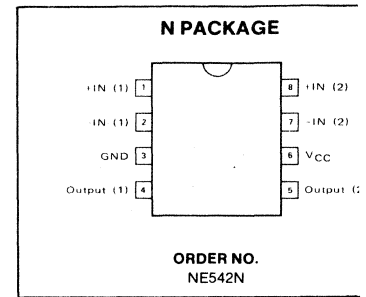 N PACKAGE
+IN (1) 1 8 +IN (2)
-IN (1) 2 7 -IN (2)
GND 3 6 VCC
Output (1) 4 5 Output (2
ORDER NO.
NE542N